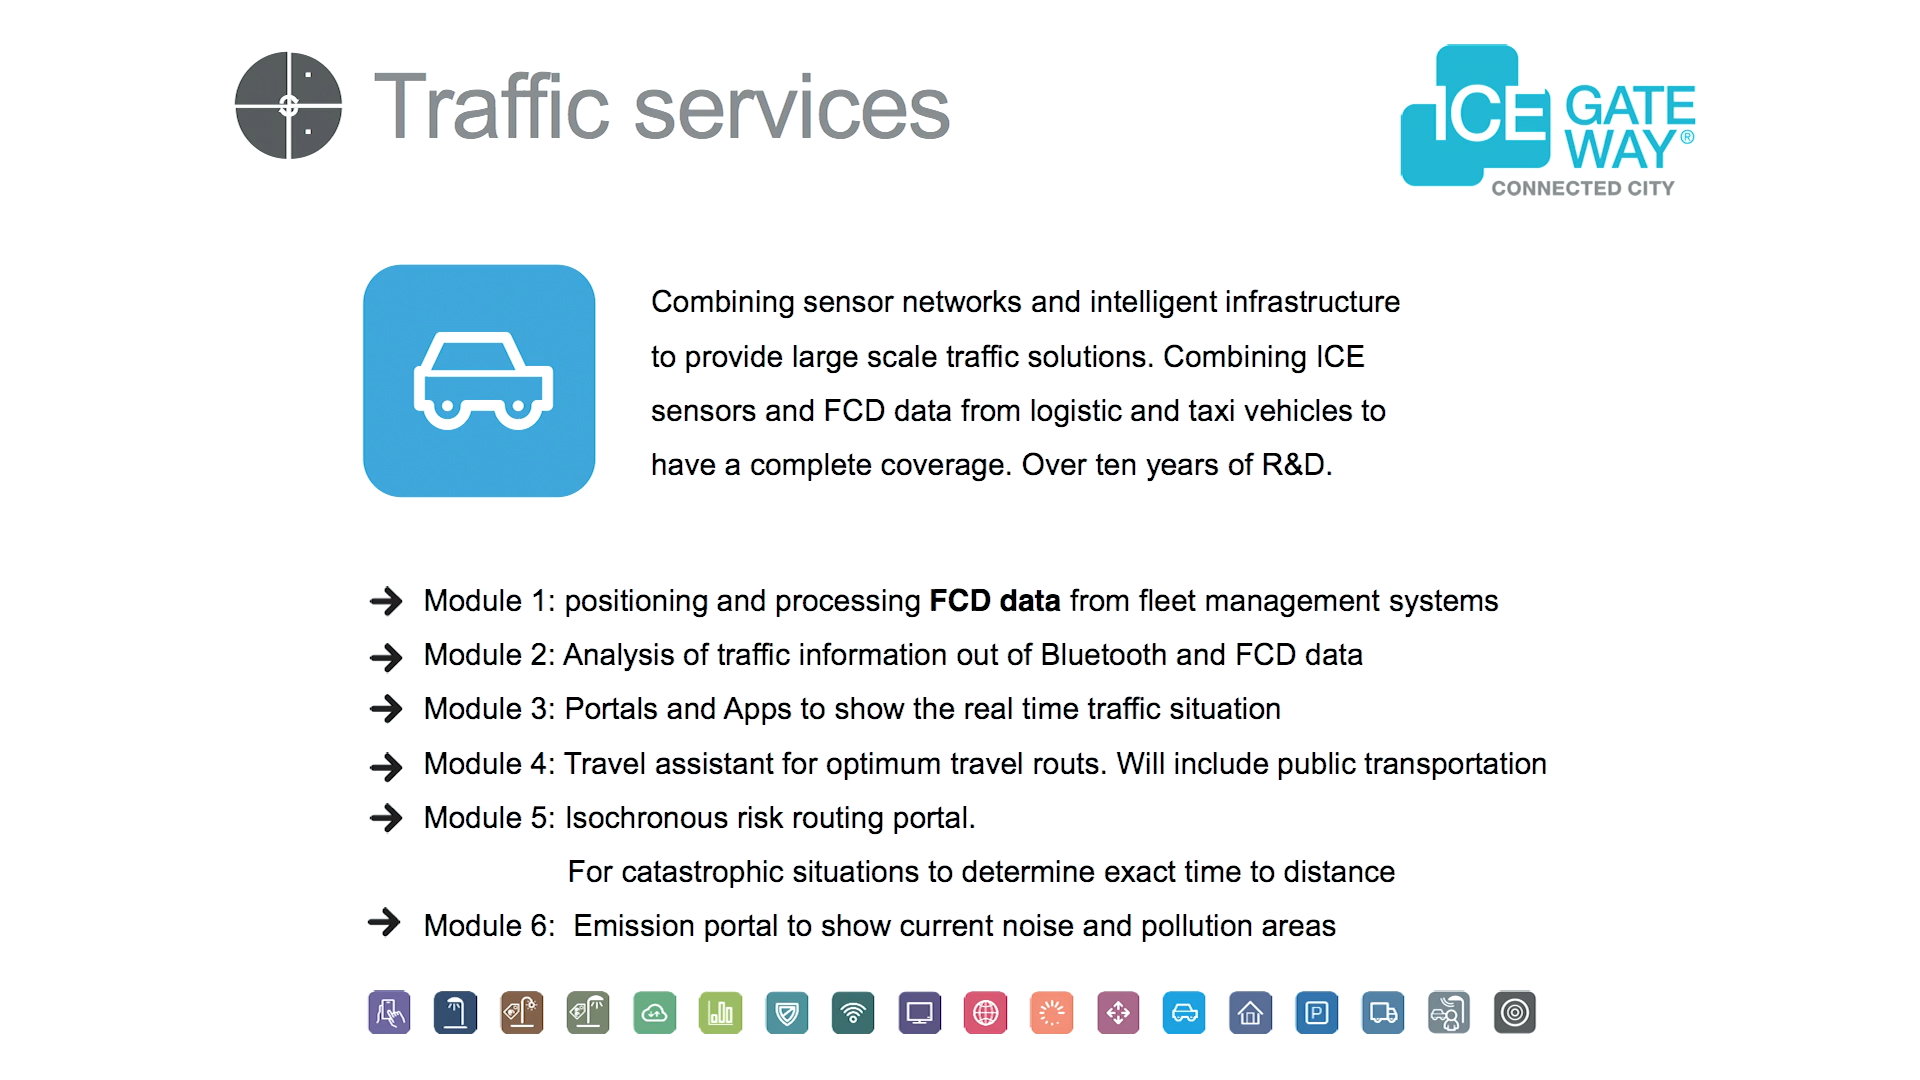 Traffic services
ICE GATE
WAY®
CONNECTED CITY
Combining sensor networks and intelligent infrastructure
to provide large scale traffic solutions. Combining ICE
sensors and FCD data from logistic and taxi vehicles to
have a complete coverage. Over ten years of R&D.
Module 1: positioning and processing FCD data from fleet management systems
Module 2: Analysis of traffic information out of Bluetooth and FCD data
Module 3: Portals and Apps to show the real time traffic situation
Module 4: Travel assistant for optimum travel routs. Will include public transportation
Module 5: Isochronous risk routing portal.
For catastrophic situations to determine exact time to distance
Module 6: Emission portal to show current noise and pollution areas
P